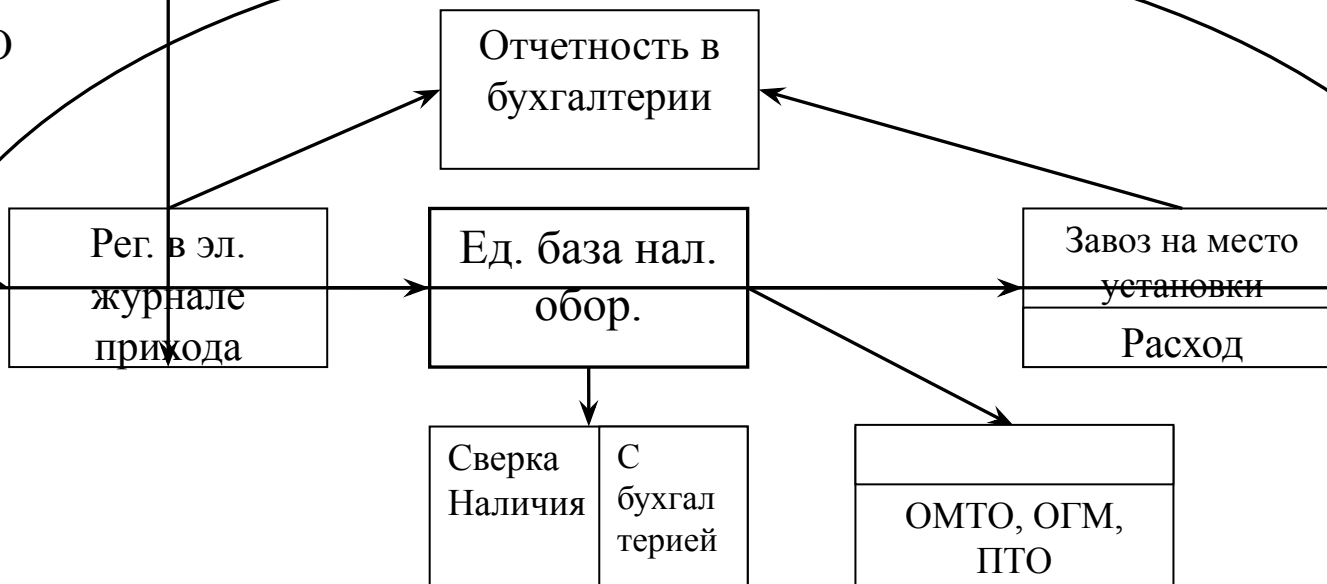 О
Отчетность в
бухгалтерии
Рег. в эл.
журнале
прихода
Ед. база нал.
обор.
Завоз на место
установки
Расход
Сверка
Наличия
С
бухгал
терией
ОМТО, ОГМ,
ПТО